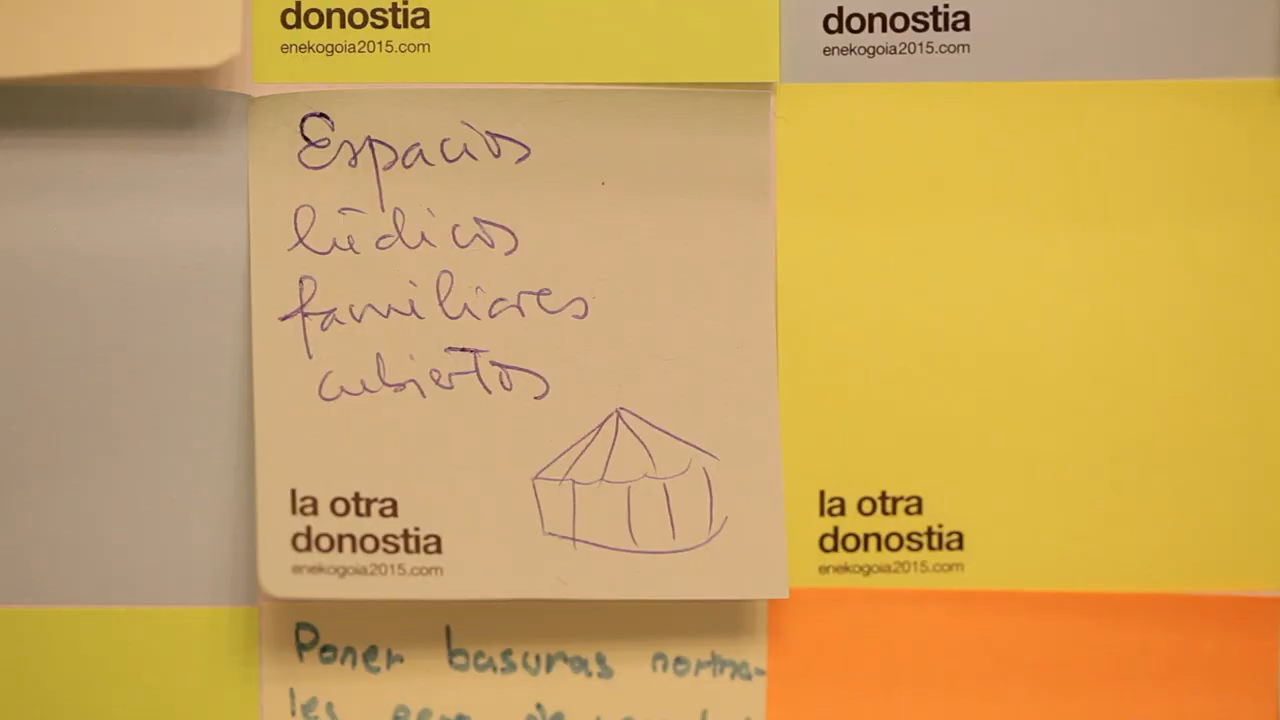 donostia
enekogoia2015.com
donostia
enekogoia2015.com
Espacios
lúdicos
familiares
cubiertos
la otra
donostia
enekogoia2015.com
la otra
donostia
enekogoia2015.com
Poner basuras norma-
les